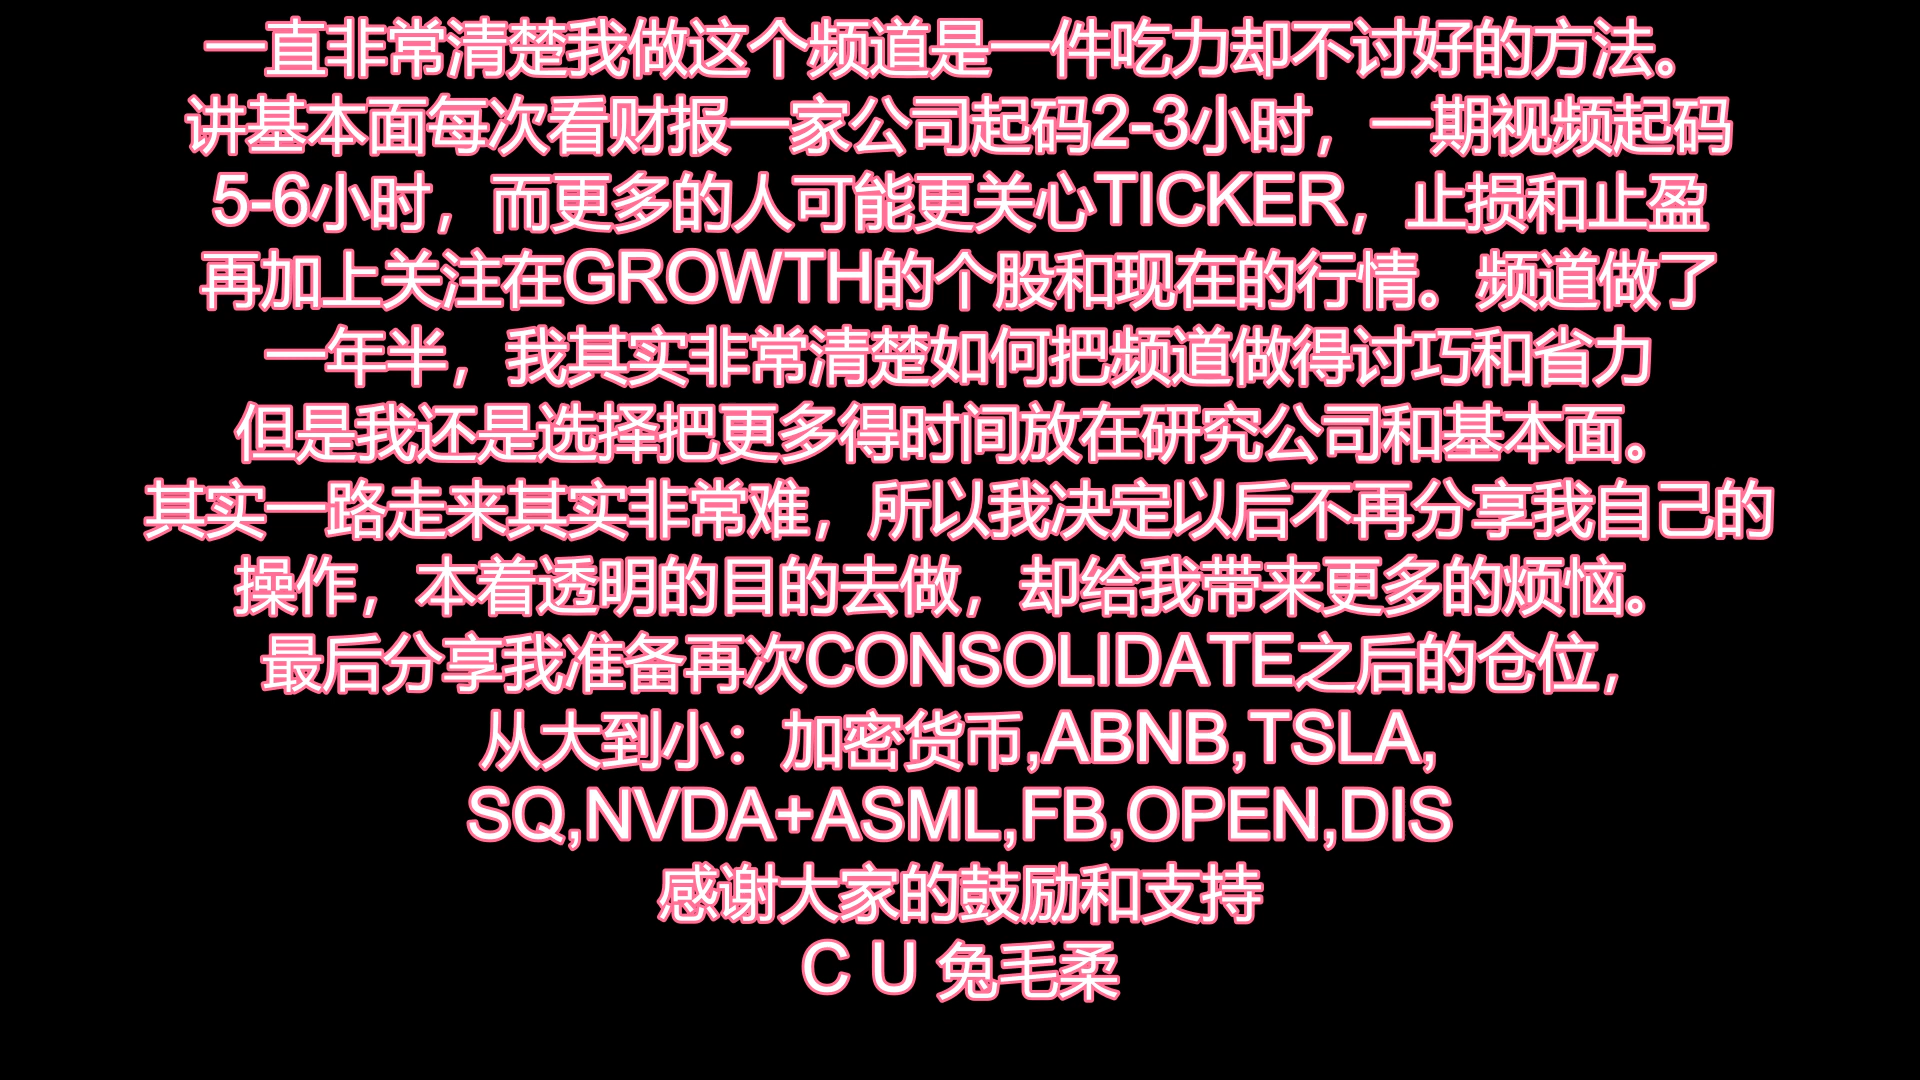 一直非常清楚我做这个频道是一件吃力却不讨好的方法。
讲基本面每次看财报一家公司起码2-3小时，一期视频起码
5-6小时，而更多的人可能更关心TICKER，止损和止盈
再加上关注在GROWTH的个股和现在的行情。频道做了
一年半，我其实非常清楚如何把频道做得讨巧和省力
但是我还是选择把更多得时间放在研究公司和基本面。
其实一路走来其实非常难，所以我决定以后不再分享我自己的
操作，本着透明的目的去做，却给我带来更多的烦恼。
最后分享我准备再次CONSOLIDATE之后的仓位，
从大到小：加密货币,ABNB,TSLA,
SQ,NVDA+ASML,FB,OPEN,DIS
感谢大家的鼓励和支持
C U 兔毛柔